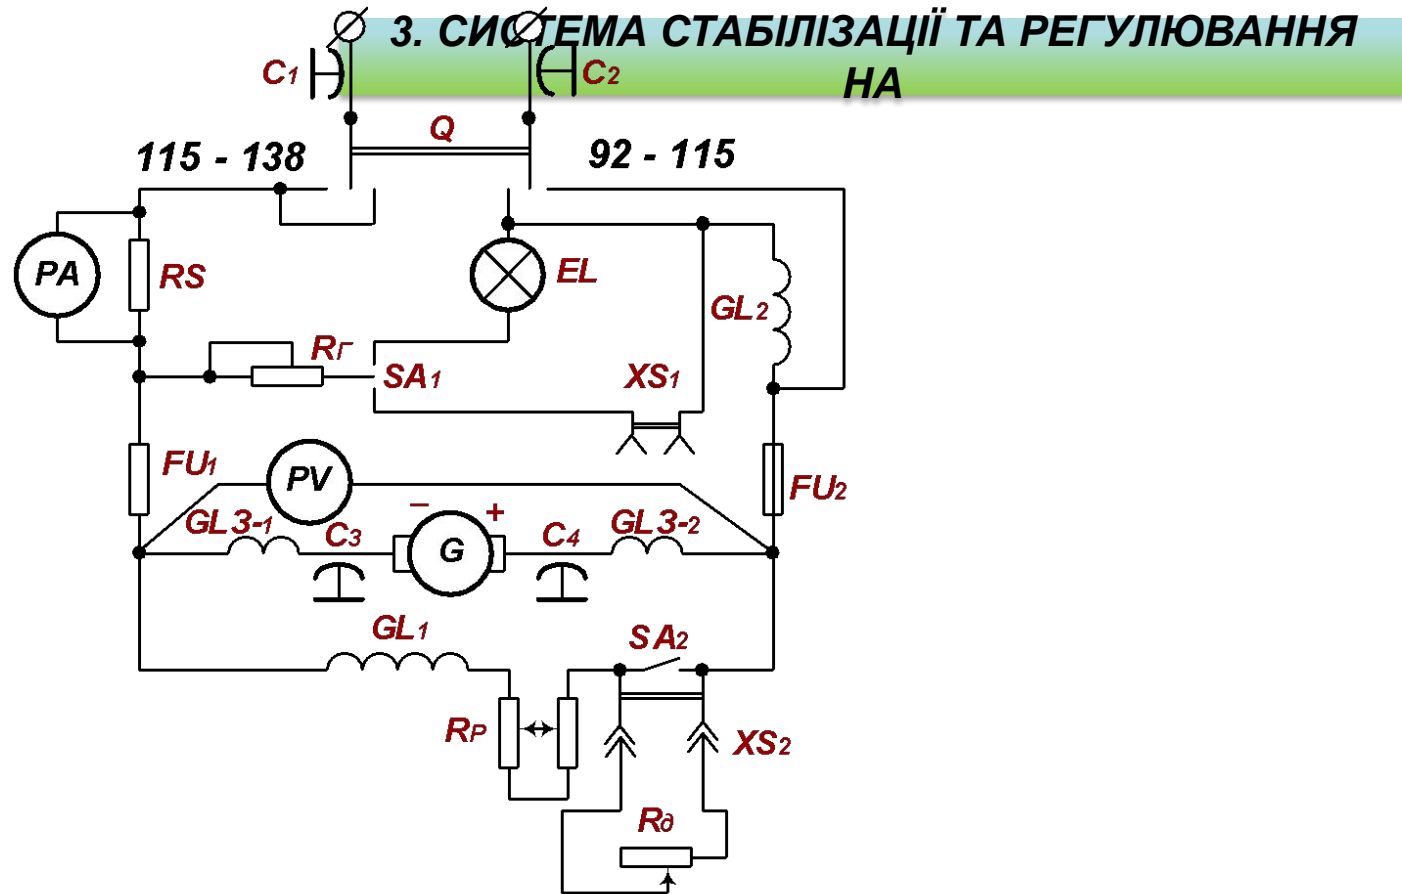 3. СИСТЕМА СТАБІЛІЗАЦІЇ ТА РЕГУЛЮВАННЯ
НА
C1
C2
Q
115 - 138
92 - 115
PA
RS
EL
GL2
RГ
SA1
XS1
FU1
PV
FU2
GL3-1
C3
– +
G
C4
GL3-2
GL1
SA2
RP
XS2
Rд